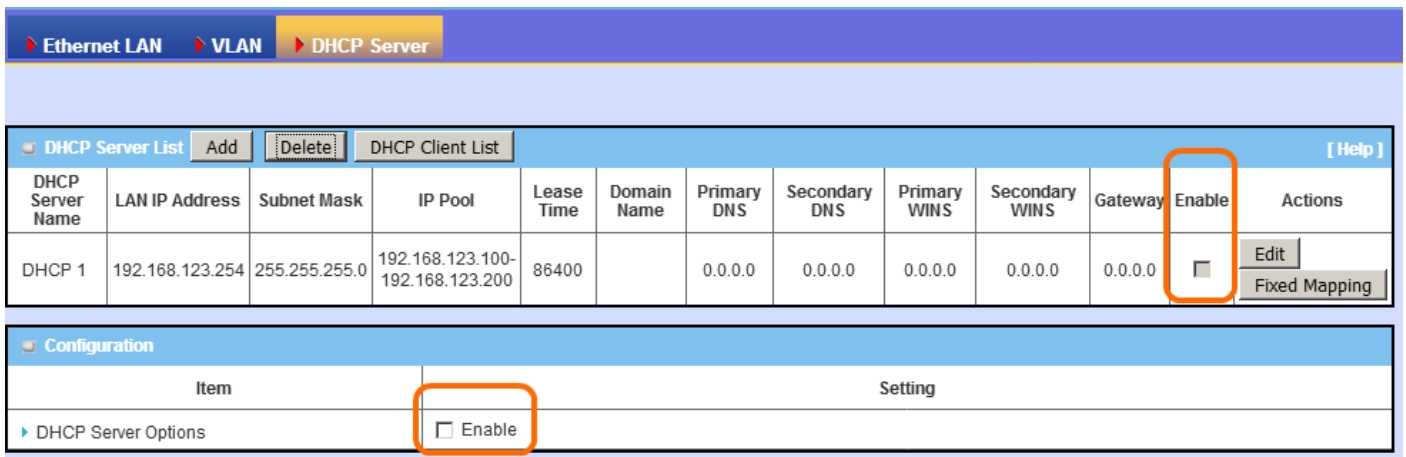 Ethernet LAN VLAN DHCP Server
DHCP Server List Add Delete DHCP Client List [ Help ]
DHCP Server Name LAN IP Address Subnet Mask IP Pool Lease Time Domain Name Primary DNS Secondary DNS Primary WINS Secondary WINS Gateway Enable Actions
DHCP 1 192.168.123.254 255.255.255.0 192.168.123.100-192.168.123.200 86400 0.0.0.0 0.0.0.0 0.0.0.0 0.0.0.0 0.0.0.0 Edit
Fixed Mapping
Configuration
Item Setting
DHCP Server Options Enable